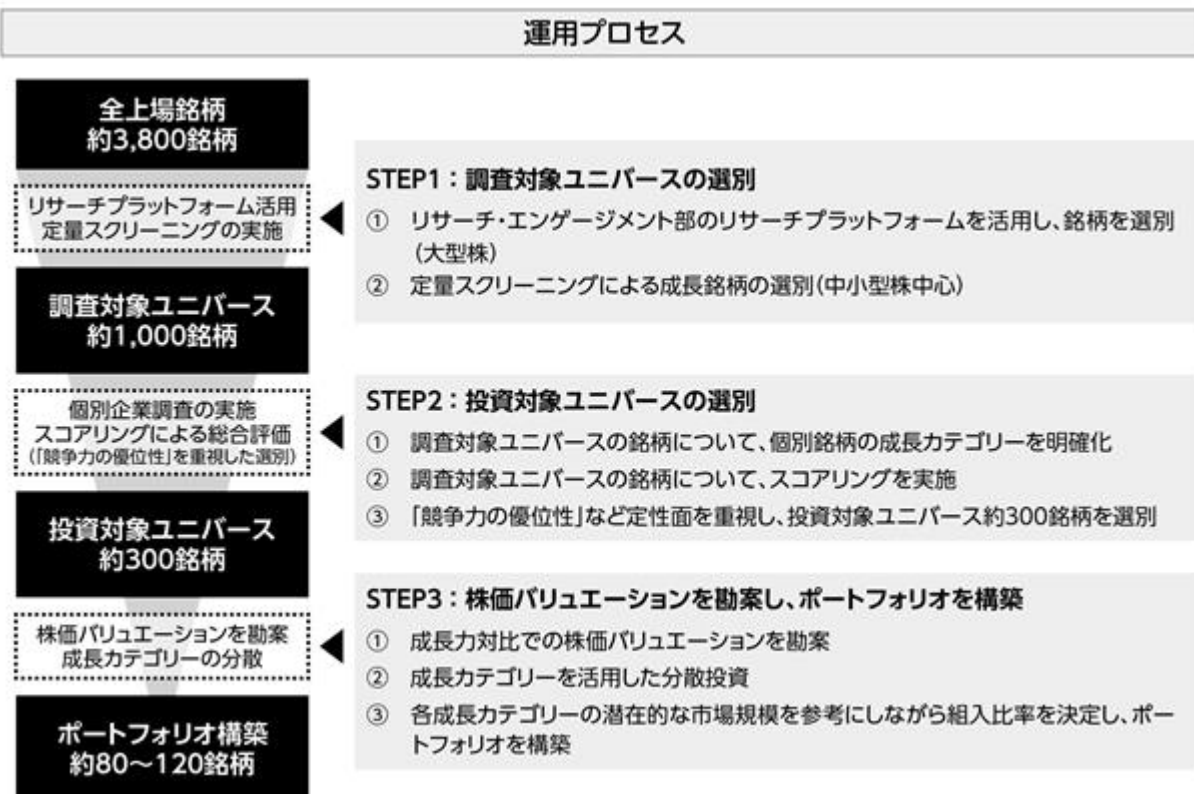 運用プロセス
全上場銘柄
約3,800銘柄
リサーチプラットフォーム活用
定量スクリーニングの実施
STEP1：調査対象ユニバースの選別
① リサーチ・エンゲージメント部のリサーチプラットフォームを活用し、銘柄を選別
（大型株）
② 定量スクリーニングによる成長銘柄の選別（中小型株中心）
調査対象ユニバース
約1,000銘柄
個別企業調査の実施
スコアリングによる総合評価
（「競争力の優位性」を重視した選別）
STEP2：投資対象ユニバースの選別
① 調査対象ユニバースの銘柄について、個別銘柄の成長カテゴリーを明確化
② 調査対象ユニバースの銘柄について、スコアリングを実施
③ 「競争力の優位性」など定性面を重視し、投資対象ユニバース約300銘柄を選別
投資対象ユニバース
約300銘柄
株価バリュエーションを勘案
成長カテゴリーの分散
STEP3：株価バリュエーションを勘案し、ポートフォリオを構築
① 成長力対比での株価バリュエーションを勘案
② 成長カテゴリーを活用した分散投資
③ 各成長カテゴリーの潜在的な市場規模を参考にしながら組入比率を決定し、ポー
トフォリオを構築
ポートフォリオ構築
約80～120銘柄